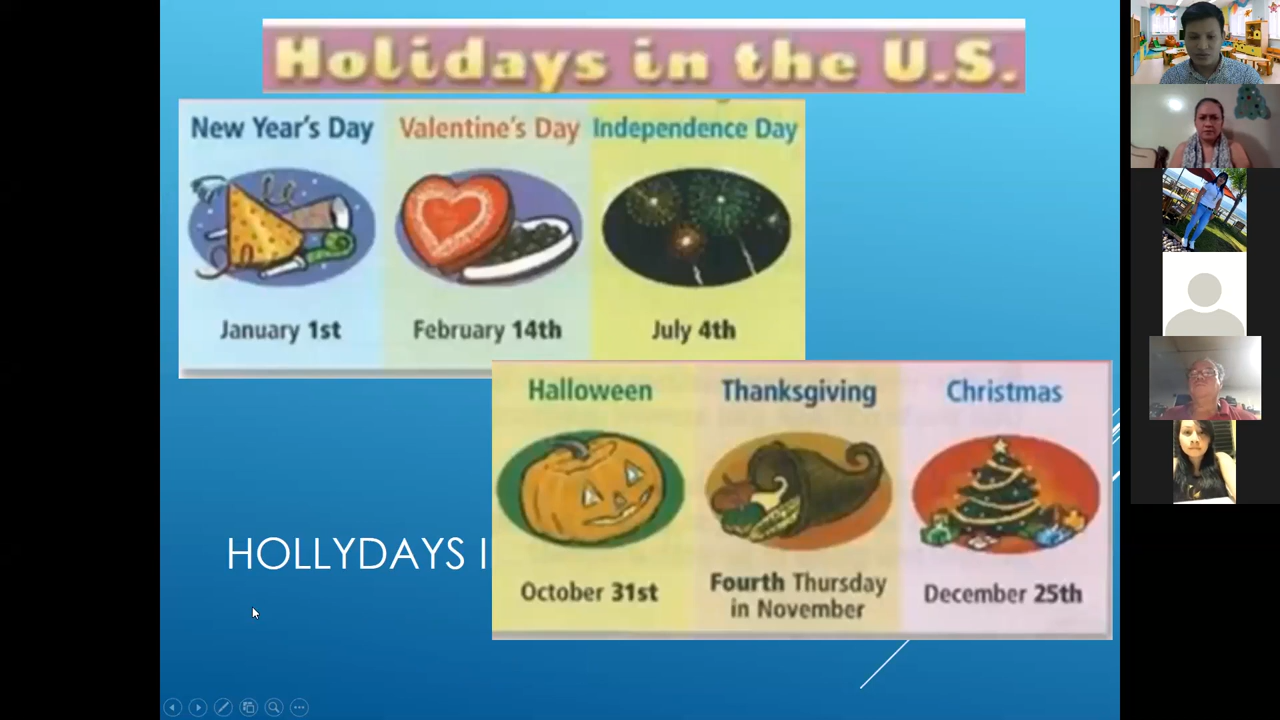 Holidays in the U.S.
New Year's Day
Valentine's Day
Independence Day
January 1st
February 14th
July 4th
Halloween
Thanksgiving
Christmas
October 31st
Fourth Thursday
in November
December 25th
HOLLYDAYS I